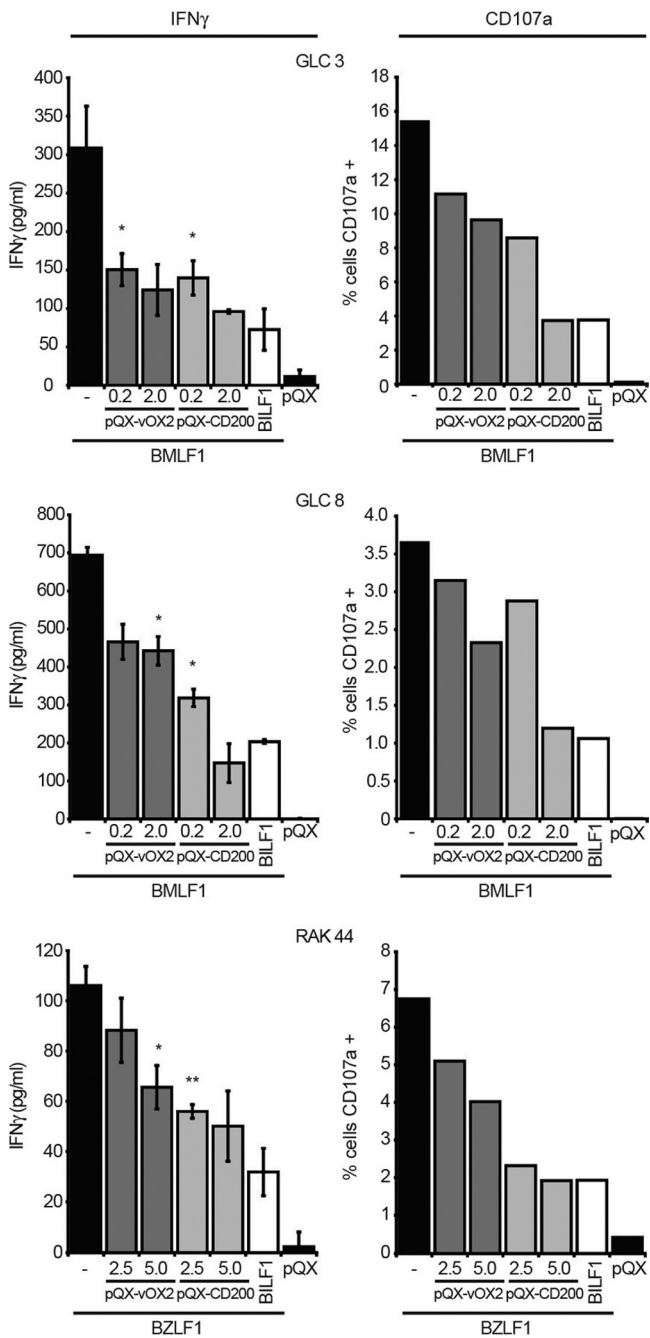 IFNγ CD107a
GLC 3
400
350
300
250
200
150
100
50
0
IFNγ (pg/ml)
- 0.2 2.0 0.2 2.0 BILF1 pQX
pQX-vOX2 pQX-CD200
BMLF1
18
16
14
12
10
8
6
4
2
0
% cells CD107a +
- 0.2 2.0 0.2 2.0 BILF1 pQX
pQX-vOX2 pQX-CD200
BMLF1
GLC 8
800
700
600
500
400
300
200
100
0
IFNγ (pg/ml)
- 0.2 2.0 0.2 2.0 BILF1 pQX
pQX-vOX2 pQX-CD200
BMLF1
4.0
3.5
3.0
2.5
2.0
1.5
1.0
0.5
0
% cells CD107a +
- 0.2 2.0 0.2 2.0 BILF1 pQX
pQX-vOX2 pQX-CD200
BMLF1
RAK 44
120
100
80
60
40
20
0
IFNγ (pg/ml)
- 2.5 5.0 2.5 5.0 BILF1 pQX
pQX-vOX2 pQX-CD200
BZLF1
8
7
6
5
4
3
2
1
0
% cells CD107a +
- 2.5 5.0 2.5 5.0 BILF1 pQX
pQX-vOX2 pQX-CD200
BZLF1